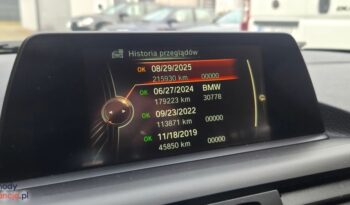 Historia przeglądów
OK 08/29/2025
215930 km 00000
OK 06/27/2024 BMW
179223 km 30778
OK 09/23/2022
113871 km 00000
OK 11/18/2019
45850 km 00000